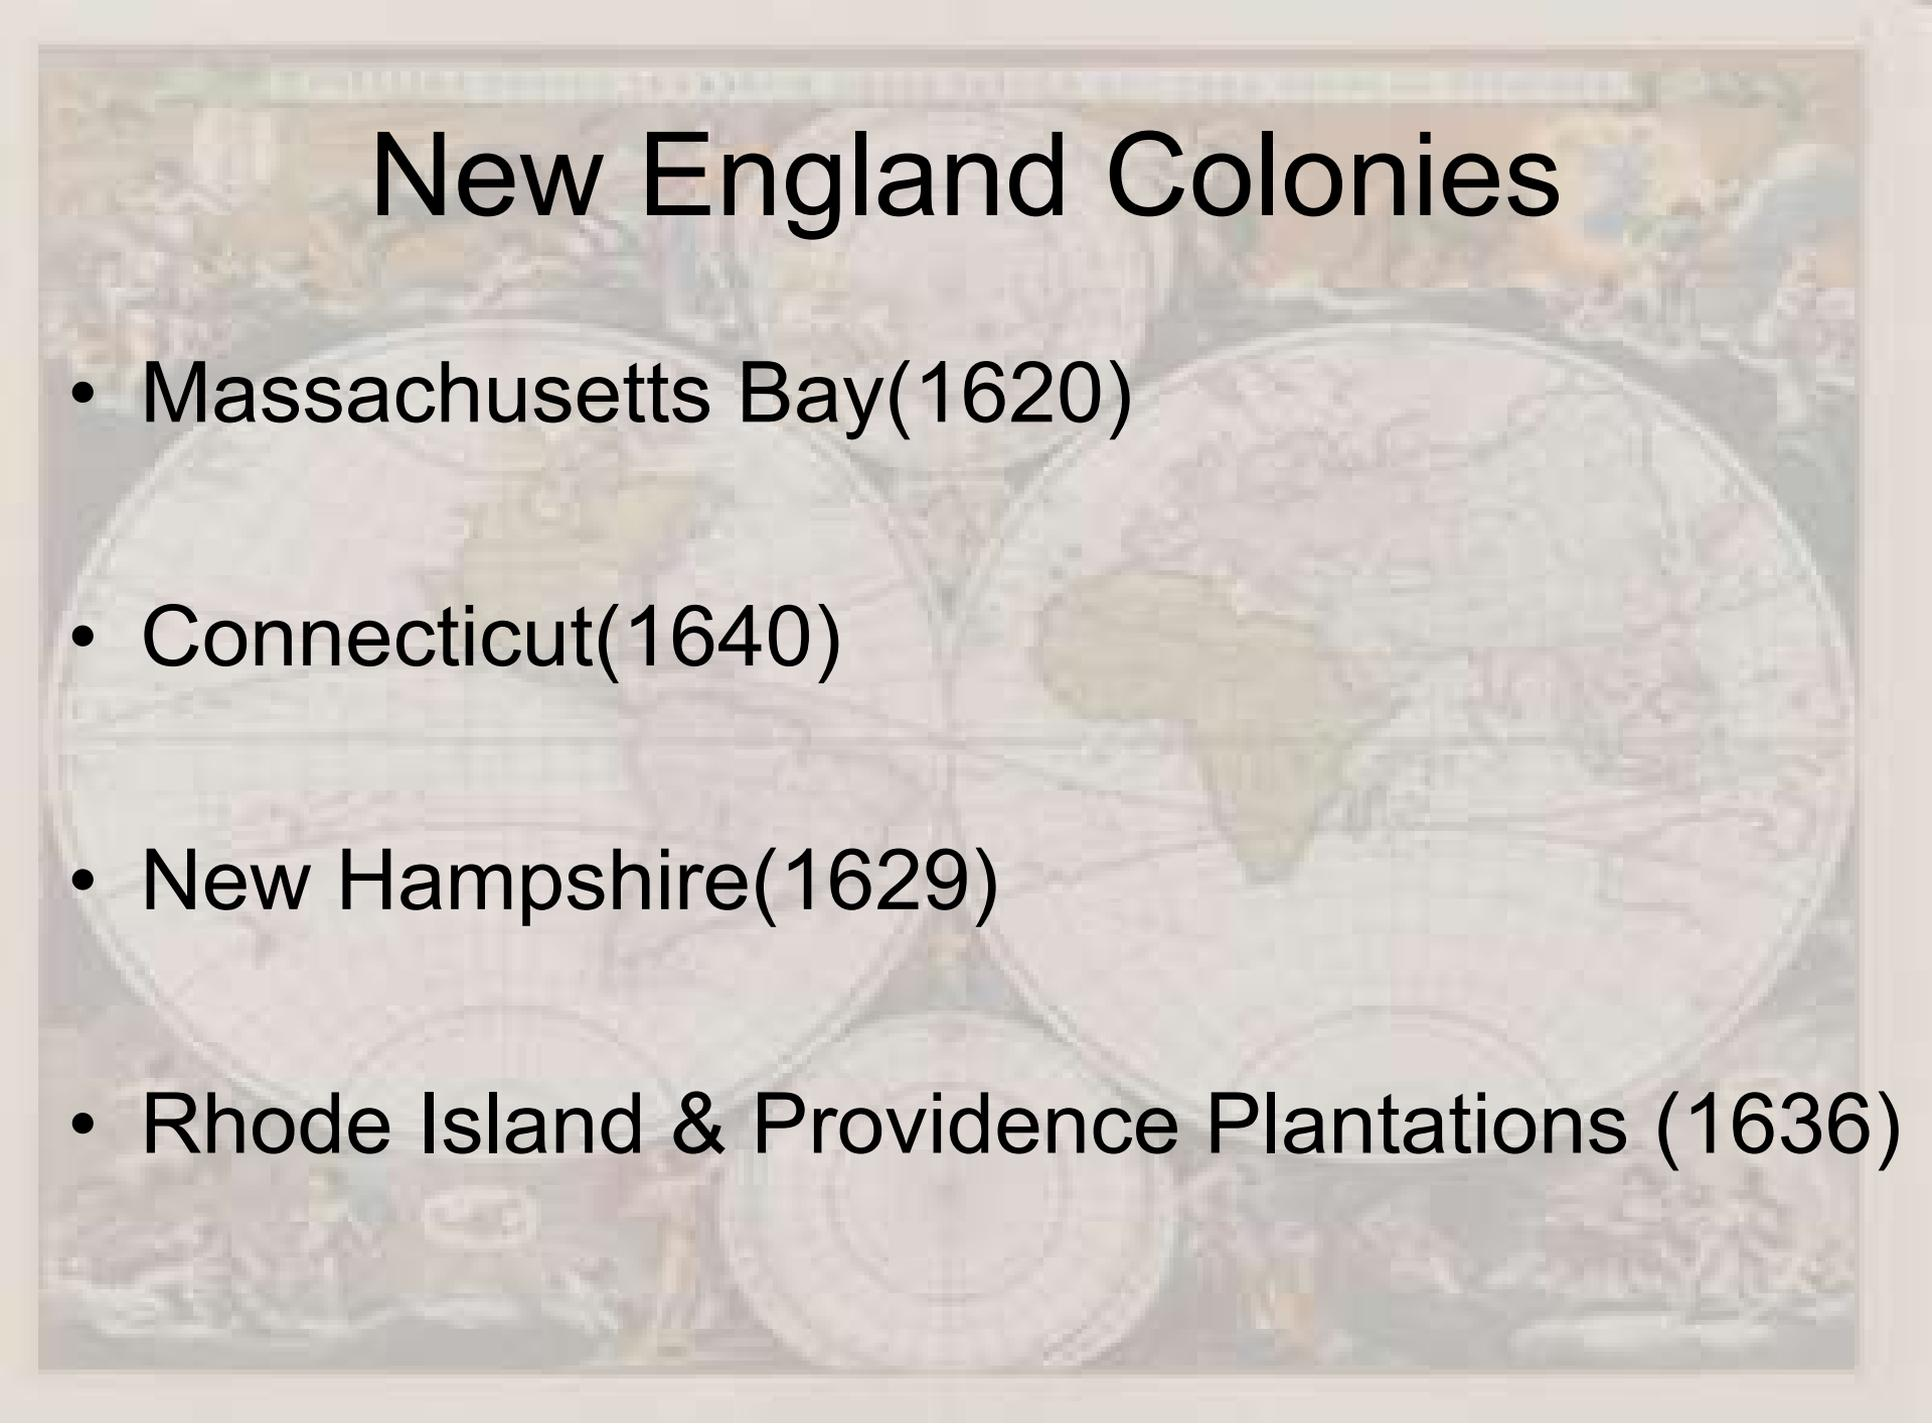 New England Colonies
• Massachusetts Bay(1620)
• Connecticut(1640)
• New Hampshire(1629)
• Rhode Island & Providence Plantations (1636)